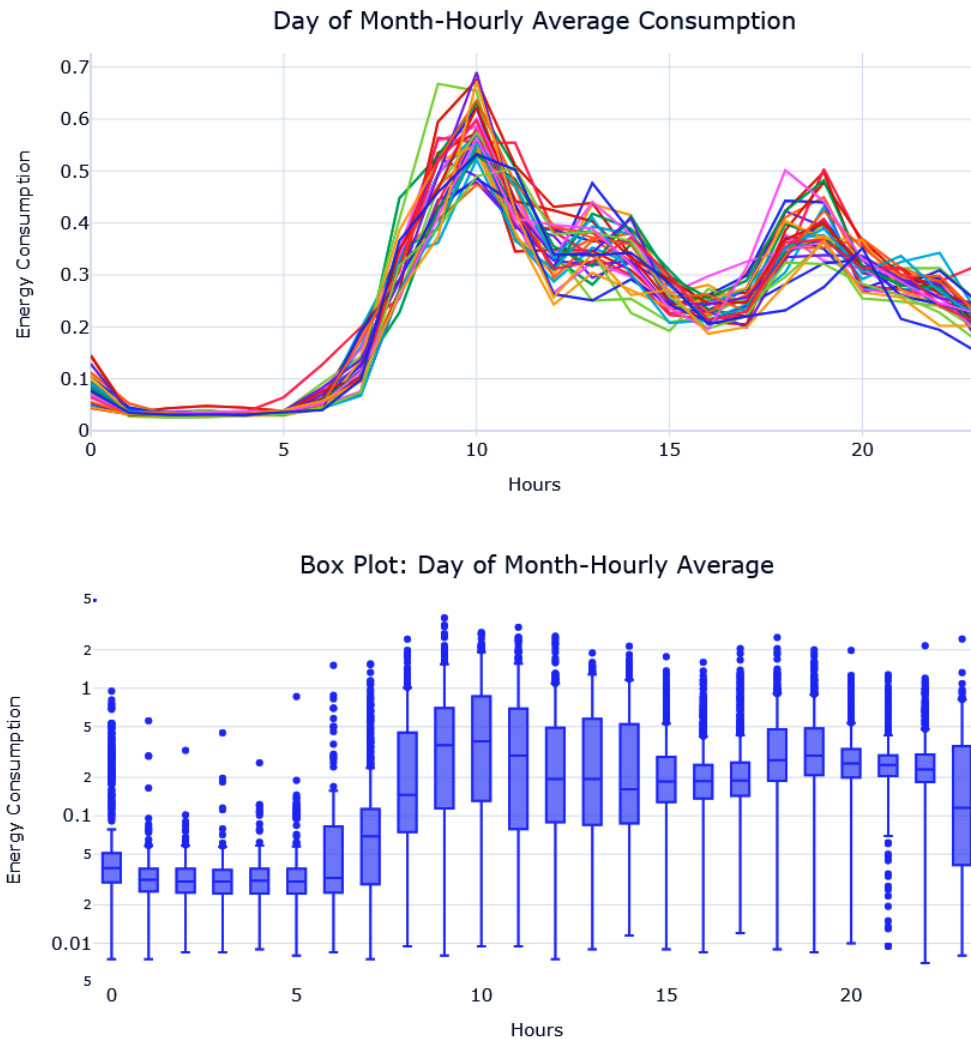 Day of Month-Hourly Average Consumption
0.7
0.6
0.5
0.4
0.3
0.2
0.1
0
Energy Consumption
0 5 10 15 20
Hours
Box Plot: Day of Month-Hourly Average
5
2
1
5
2
0.1
5
2
0.01
5
Energy Consumption
0 5 10 15 20
Hours